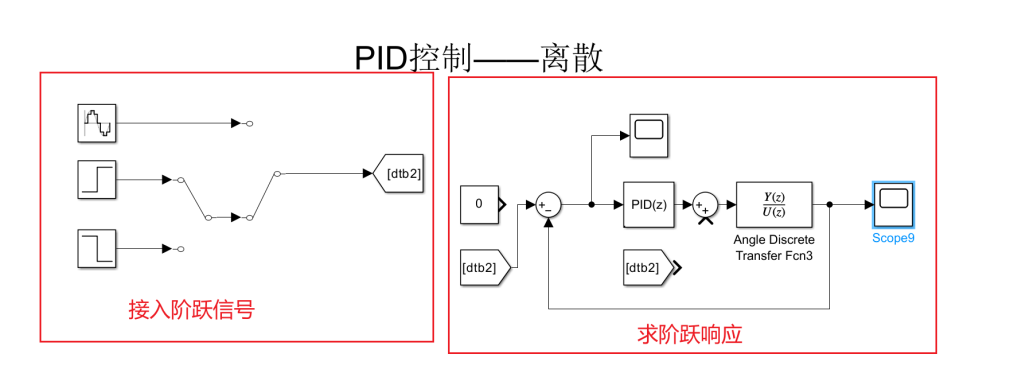 PID控制——离散
[dtb2]
接入阶跃信号
0
+
−
PID(z)
+
+
Y(z)
U(z)
Angle Discrete
Transfer Fcn3
Scope9
[dtb2]
[dtb2]
求阶跃响应